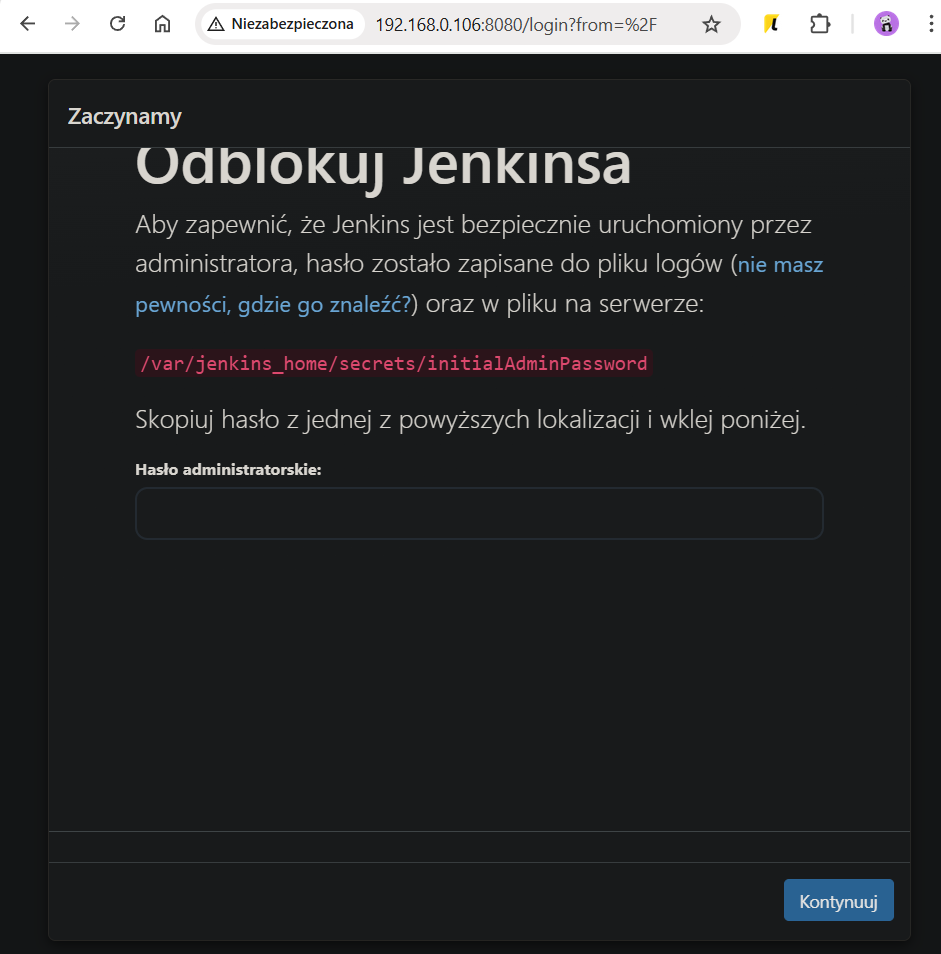 Niezabezpieczona
192.168.0.106:8080/login?from=%2F
Zaczynamy
Odblokuj Jenkinsa
Aby zapewnić, że Jenkins jest bezpiecznie uruchomiony przez
administratora, hasło zostało zapisane do pliku logów (nie masz
pewności, gdzie go znaleźć?) oraz w pliku na serwerze:
/var/jenkins_home/secrets/initialAdminPassword
Skopiuj hasło z jednej z powyższych lokalizacji i wklej poniżej.
Hasło administratorskie:
Kontynuuj